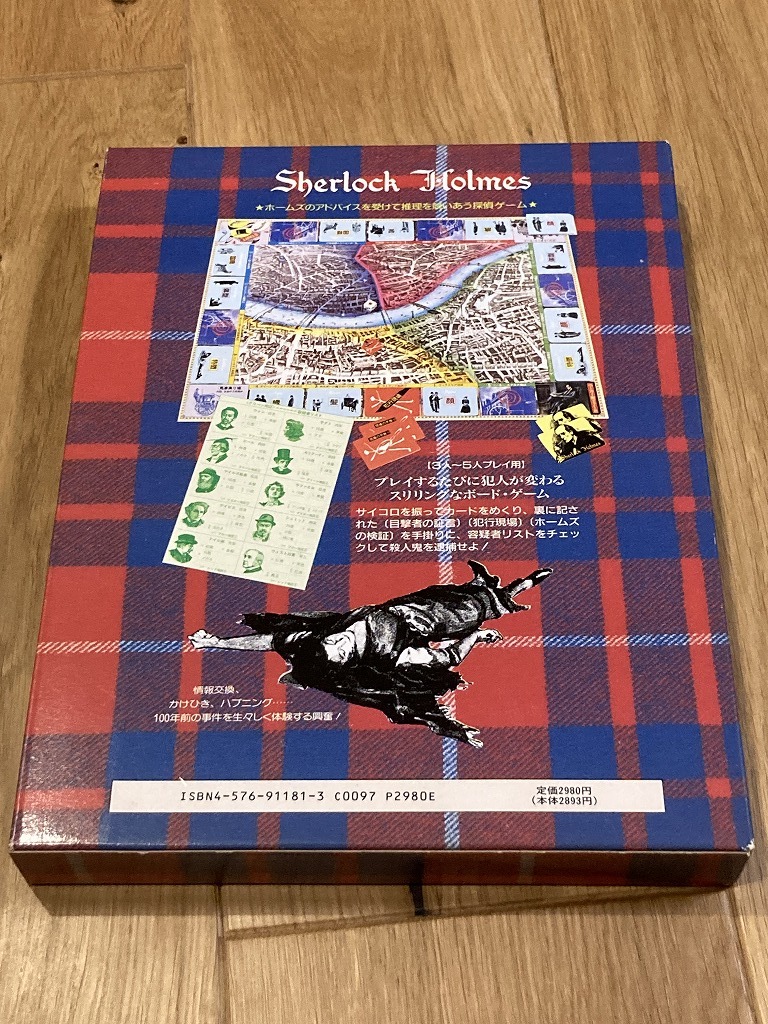 Sherlock Holmes
★ホームズのアドバイスを受けて推理を競いあう探偵ゲーム★
【3人〜5人プレイ用】
プレイするたびに犯人が変わる
スリリングなボード・ゲーム
サイコロを振ってカードをめくり、裏に記さ
れた(目撃者の証言)(犯行現場)(ホームズ
の検証)を手掛りに、容疑者リストをチェッ
クして殺人鬼を逮捕せよ!
情報交換、
かけひき、ハプニング……
100年前の事件を生々しく体験する興奮!
ISBN4-576-91181-3 C0097 P2980E
定価2980円
(本体2893円)